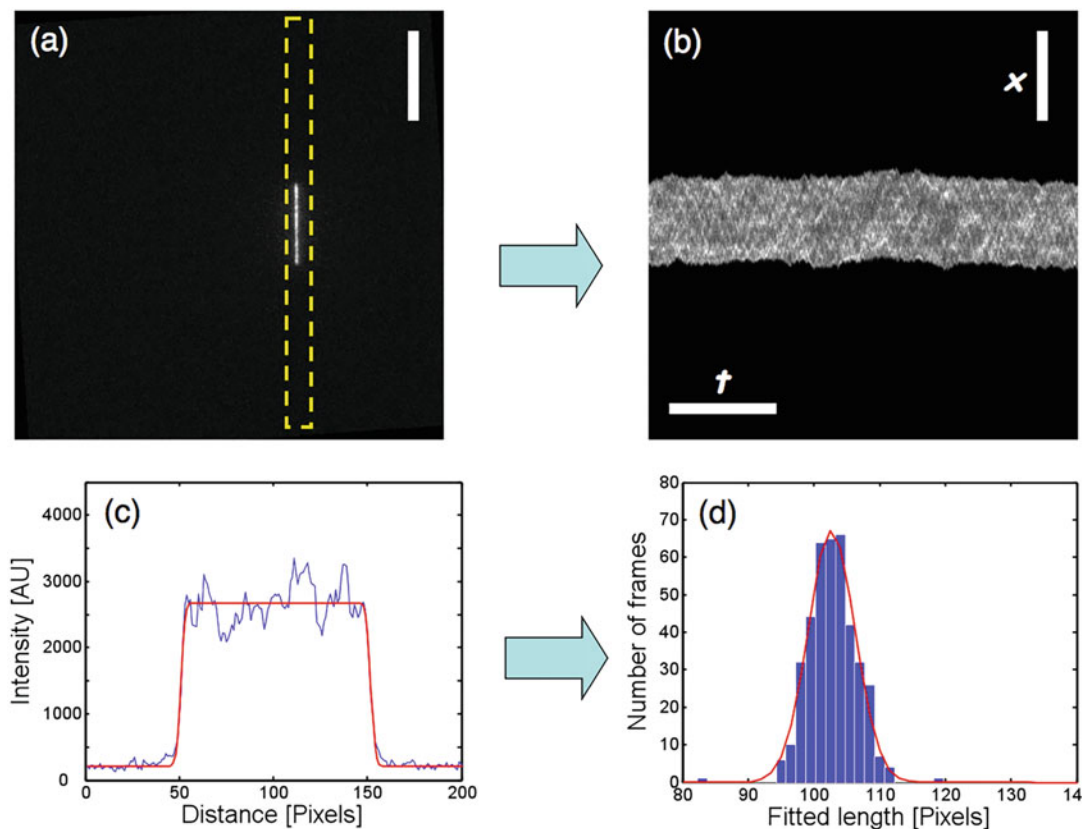 (a)
(b)
x
t
(c)
4000
3000
2000
1000
0
Intensity [AU]
0 50 100 150 200
Distance [Pixels]
(d)
80
70
60
50
40
30
20
10
0
Number of frames
80 90 100 110 120 130 14
Fitted length [Pixels]